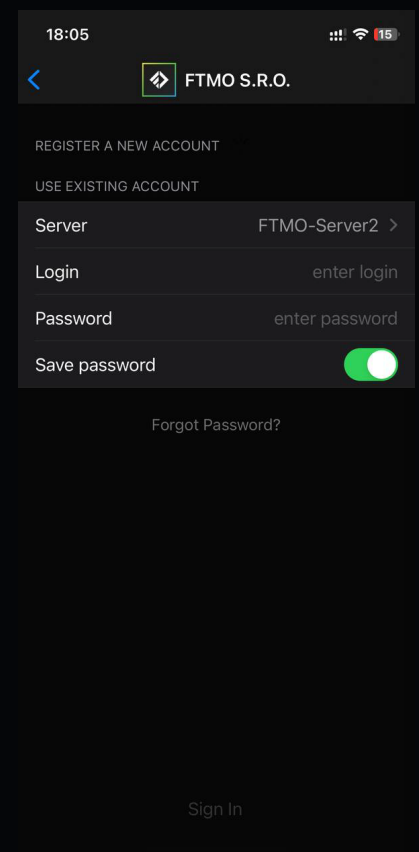 18:05 15
FTMO S.R.O.
REGISTER A NEW ACCOUNT
USE EXISTING ACCOUNT
Server FTMO-Server2
Login enter login
Password enter password
Save password
Forgot Password?
Sign In